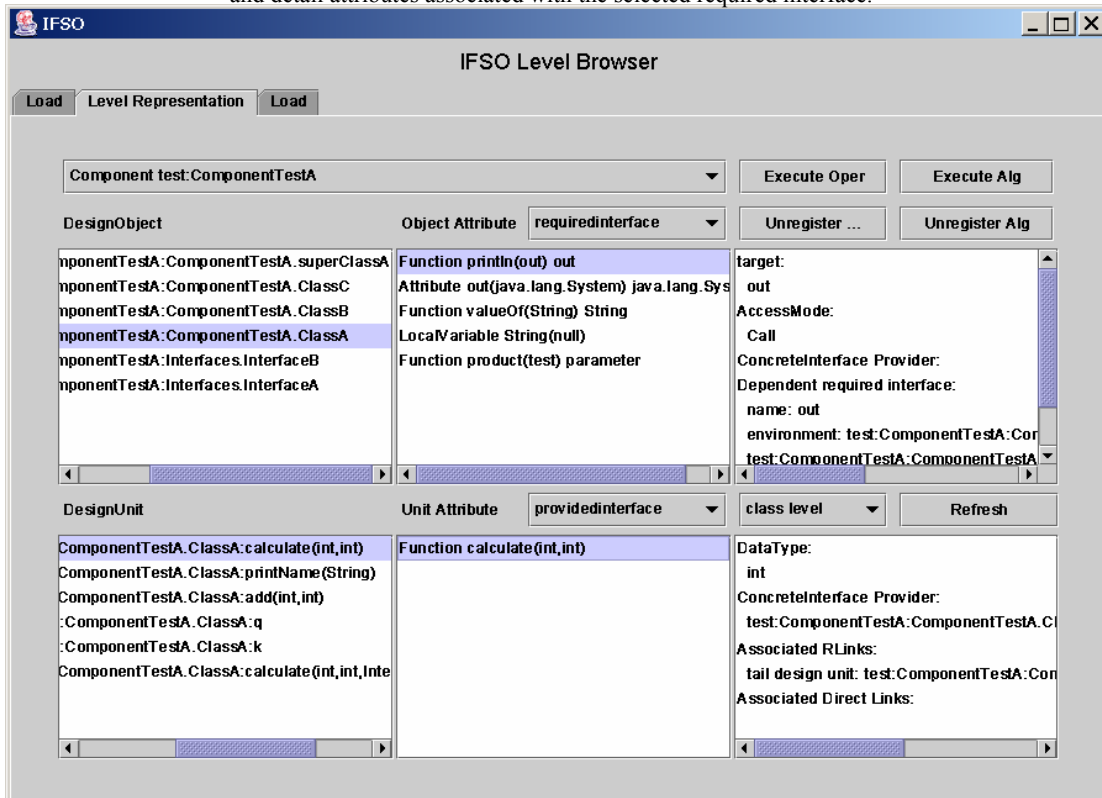 and detail attributes associated with the selected required interface.
IFSO
IFSO Level Browser
Load Level Representation Load
Component test:ComponentTestA Execute Oper Execute Alg
DesignObject Object Attribute requiredinterface Unregister ... Unregister Alg
mponentTestA:ComponentTestA.superClassA
mponentTestA:ComponentTestA.ClassC
mponentTestA:ComponentTestA.ClassB
mponentTestA:ComponentTestA.ClassA
mponentTestA:Interfaces.InterfaceB
mponentTestA:Interfaces.InterfaceA
Function println(out) out
Attribute out(java.lang.System) java.lang.Sys
Function valueOf(String) String
LocalVariable String(null)
Function product(test) parameter
target:
out
AccessMode:
Call
ConcreteInterface Provider:
Dependent required interface:
name: out
environment: test:ComponentTestA:Cor
test:ComponentTestA:ComponentTestA
DesignUnit Unit Attribute providedinterface class level Refresh
ComponentTestA.ClassA:calculate(int,int)
ComponentTestA.ClassA:printName(String)
ComponentTestA.ClassA:add(int,int)
:ComponentTestA.ClassA:q
:ComponentTestA.ClassA:k
ComponentTestA.ClassA:calculate(int,int,Inte
Function calculate(int,int)
DataType:
int
ConcreteInterface Provider:
test:ComponentTestA:ComponentTestA.Cl
Associated RLinks:
tail design unit: test:ComponentTestA:Com
Associated Direct Links: